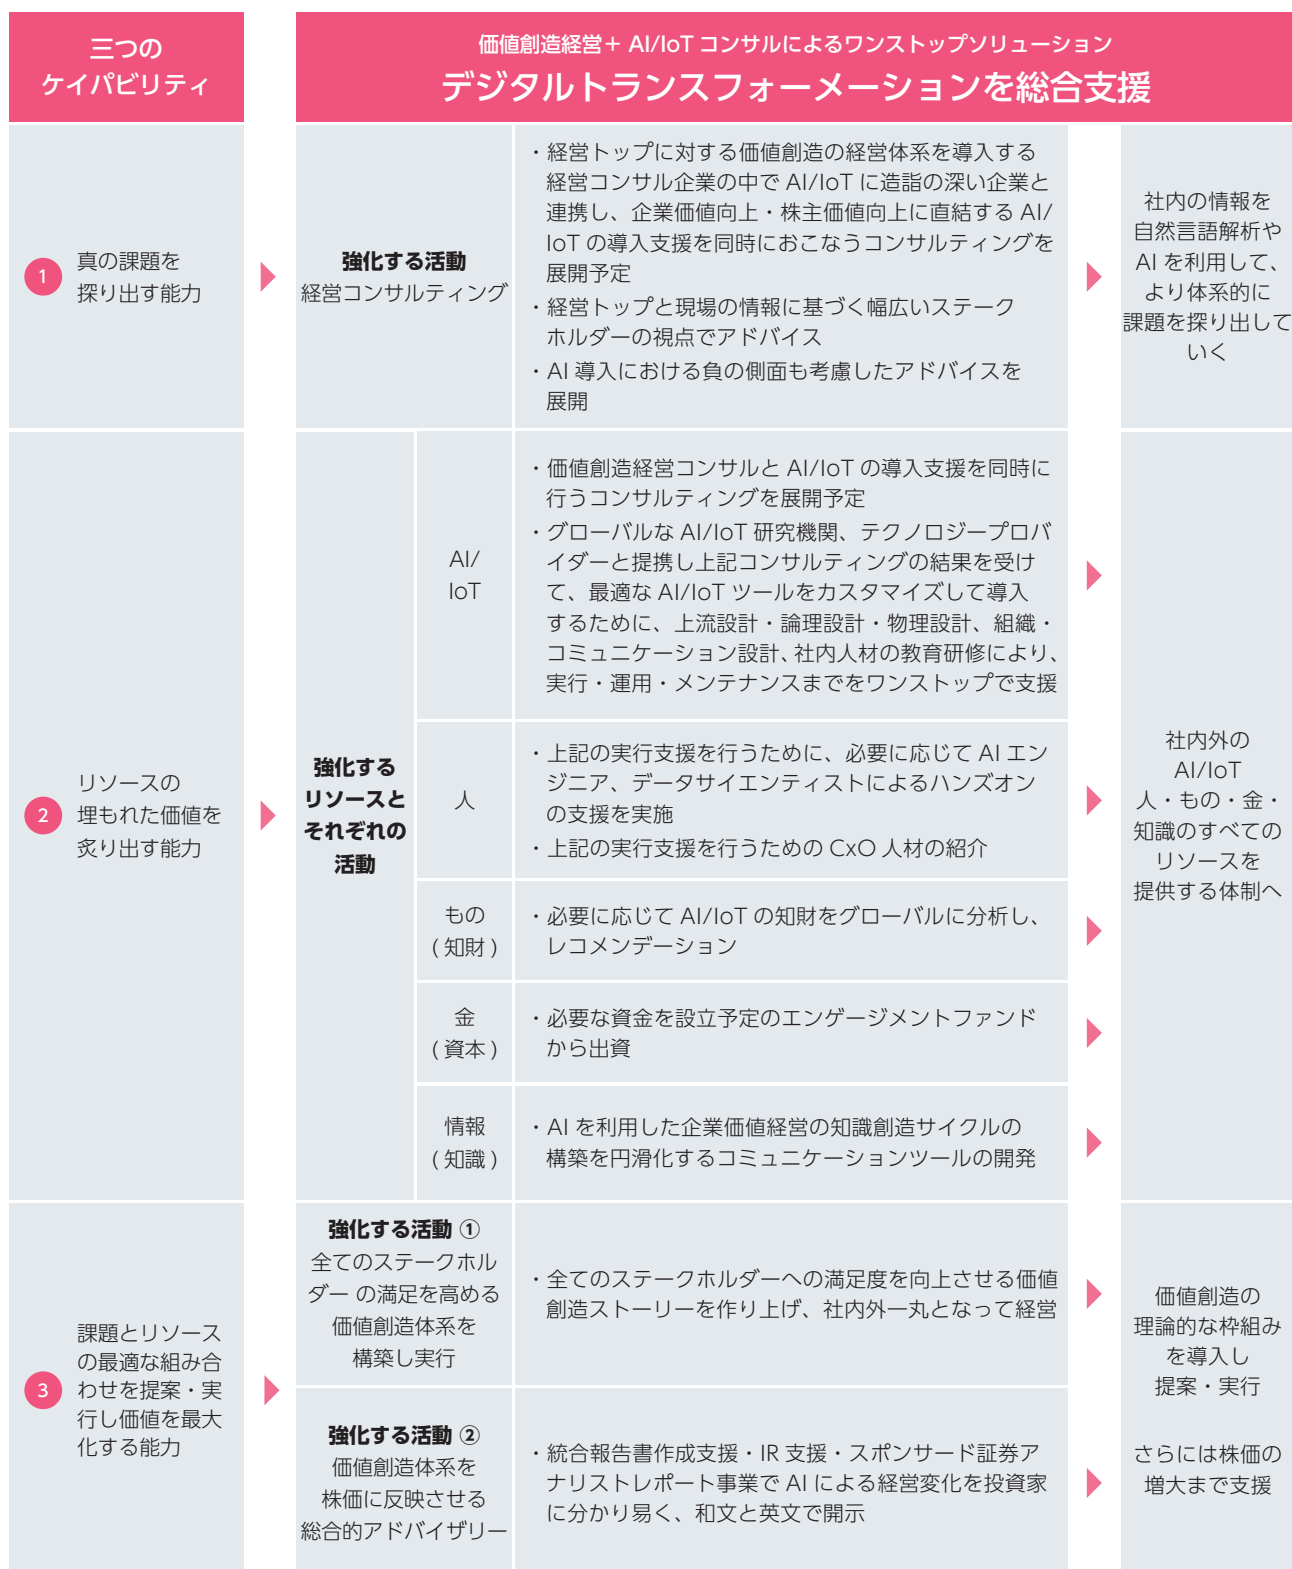 三つの
ケイパビリティ
価値創造経営＋ AI/IoT コンサルによるワンストップソリューション
デジタルトランスフォーメーションを総合支援
1
真の課題を
探り出す能力
強化する活動
経営コンサルティング
・経営トップに対する価値創造の経営体系を導入する
経営コンサル企業の中で AI/IoT に造詣の深い企業と
連携し、企業価値向上・株主価値向上に直結する AI/
IoT の導入支援を同時におこなうコンサルティングを
展開予定
・経営トップと現場の情報に基づく幅広いステーク
ホルダーの視点でアドバイス
・AI 導入における負の側面も考慮したアドバイスを
展開
社内の情報を
自然言語解析や
AI を利用して、
より体系的に
課題を探り出して
いく
2
リソースの
埋もれた価値を
炙り出す能力
強化する
リソースと
それぞれの
活動
AI/
IoT
・価値創造経営コンサルと AI/IoT の導入支援を同時に
行うコンサルティングを展開予定
・グローバルな AI/IoT 研究機関、テクノロジープロバ
イダーと提携し上記コンサルティングの結果を受け
て、最適な AI/IoT ツールをカスタマイズして導入
するために、上流設計・論理設計・物理設計、組織・
コミュニケーション設計、社内人材の教育研修により、
実行・運用・メンテナンスまでをワンストップで支援
人
・上記の実行支援を行うために、必要に応じて AI エン
ジニア、データサイエンティストによるハンズオン
の支援を実施
・上記の実行支援を行うための CxO 人材の紹介
もの
( 知財 )
・必要に応じて AI/IoT の知財をグローバルに分析し、
レコメンデーション
金
( 資本 )
・必要な資金を設立予定のエンゲージメントファンド
から出資
情報
( 知識 )
・AI を利用した企業価値経営の知識創造サイクルの
構築を円滑化するコミュニケーションツールの開発
社内外の
AI/IoT
人・もの・金・
知識のすべての
リソースを
提供する体制へ
3
課題とリソース
の最適な組み合
わせを提案・実
行し価値を最大
化する能力
強化する活動 ①
全てのステークホル
ダー の満足を高める
価値創造体系を
構築し実行
・全てのステークホルダーへの満足度を向上させる価値
創造ストーリーを作り上げ、社内外一丸となって経営
強化する活動 ②
価値創造体系を
株価に反映させる
総合的アドバイザリー
・統合報告書作成支援・IR 支援・スポンサード証券ア
ナリストレポート事業で AI による経営変化を投資家
に分かり易く、和文と英文で開示
価値創造の
理論的な枠組み
を導入し
提案・実行
さらには株価の
増大まで支援